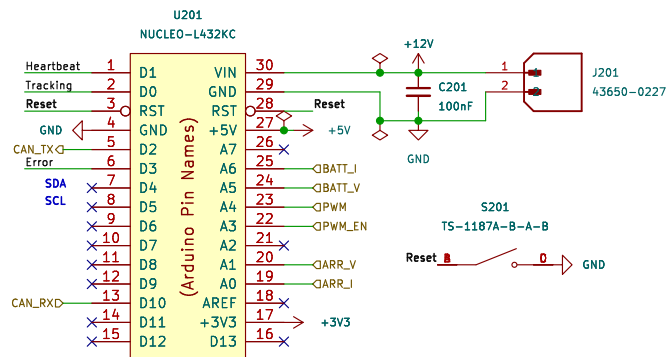 U201
NUCLEO-L432KC
Heartbeat 1 D1 VIN 30
Tracking 2 D0 GND 29
Reset 3 RST RST 28 Reset
GND 4 GND +5V 27 +5V
CAN_TX 5 D2 A7 26
Error 6 D3 A6 25 BATT_I
SDA 7 D4 A5 24 BATT_V
SCL 8 D5 A4 23 PWM
9 D6 A3 22 PWM_EN
10 D7 A2 21
11 D8 A1 20 ARR_V
12 D9 A0 19 ARR_I
CAN_RX 13 D10 AREF 18
14 D11 +3V3 17 +3V3
15 D12 D13 16
(Arduino Pin Names)
+12V
C201
100nF
GND
1
2
J201
43650-0227
S201
TS-1187A-B-A-B
Reset GND